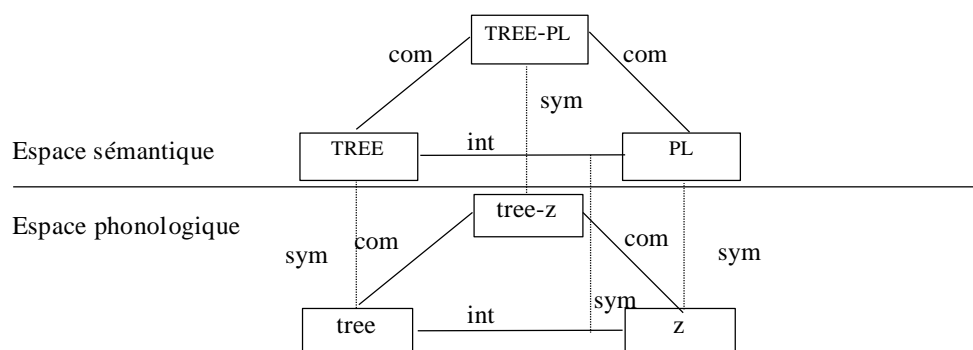 TREE-PL
com com
sym
Espace sémantique TREE int PL
tree-z
Espace phonologique
sym com com sym
sym
tree int z